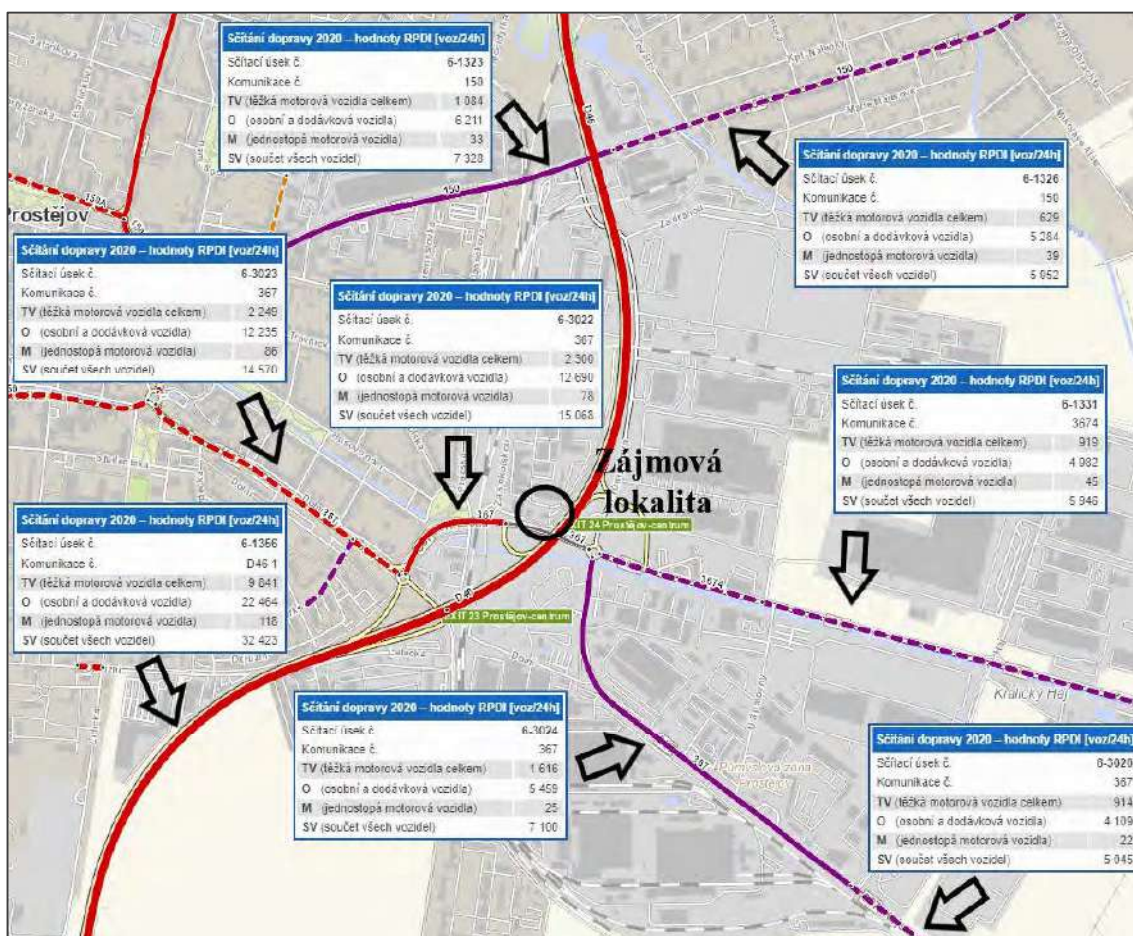 Sčítání dopravy 2020 – hodnoty RPDI [voz/24h]
Sčítací úsek č. 6-1323
Komunikace č. 150
TV (těžká motorová vozidla celkem) 1 084
O (osobní a dodávková vozidla) 6 211
M (jednostopá motorová vozidla) 33
SV (součet všech vozidel) 7 328
D46
150
150
Sčítání dopravy 2020 – hodnoty RPDI [voz/24h]
Sčítací úsek č. 6-1326
Komunikace č. 150
TV (těžká motorová vozidla celkem) 629
O (osobní a dodávková vozidla) 5 284
M (jednostopá motorová vozidla) 39
SV (součet všech vozidel) 5 952
150A
Prostějov
Sčítání dopravy 2020 – hodnoty RPDI [voz/24h]
Sčítací úsek č. 6-3023
Komunikace č. 367
TV (těžká motorová vozidla celkem) 2 249
O (osobní a dodávková vozidla) 12 235
M (jednostopá motorová vozidla) 86
SV (součet všech vozidel) 14 570
Sčítání dopravy 2020 – hodnoty RPDI [voz/24h]
Sčítací úsek č. 6-3022
Komunikace č. 367
TV (těžká motorová vozidla celkem) 2 300
O (osobní a dodávková vozidla) 12 690
M (jednostopá motorová vozidla) 78
SV (součet všech vozidel) 15 068
Sčítání dopravy 2020 – hodnoty RPDI [voz/24h]
Sčítací úsek č. 6-1331
Komunikace č. 3674
TV (těžká motorová vozidla celkem) 919
O (osobní a dodávková vozidla) 4 982
M (jednostopá motorová vozidla) 45
SV (součet všech vozidel) 5 946
Zájmová
lokalita
367
EXIT 24 Prostějov-centrum
367
367
3674
Sčítání dopravy 2020 – hodnoty RPDI [voz/24h]
Sčítací úsek č. 6-1366
Komunikace č. D46 1
TV (těžká motorová vozidla celkem) 9 841
O (osobní a dodávková vozidla) 22 464
M (jednostopá motorová vozidla) 118
SV (součet všech vozidel) 32 423
D46
EXIT 23 Prostějov-centrum
Králický Háj
Sčítání dopravy 2020 – hodnoty RPDI [voz/24h]
Sčítací úsek č. 6-3024
Komunikace č. 367
TV (těžká motorová vozidla celkem) 1 616
O (osobní a dodávková vozidla) 5 459
M (jednostopá motorová vozidla) 25
SV (součet všech vozidel) 7 100
367
Průmyslová zóna
Prostějov
Sčítání dopravy 2020 – hodnoty RPDI [voz/24h]
Sčítací úsek č. 6-3020
Komunikace č. 367
TV (těžká motorová vozidla celkem) 914
O (osobní a dodávková vozidla) 4 109
M (jednostopá motorová vozidla) 22
SV (součet všech vozidel) 5 045